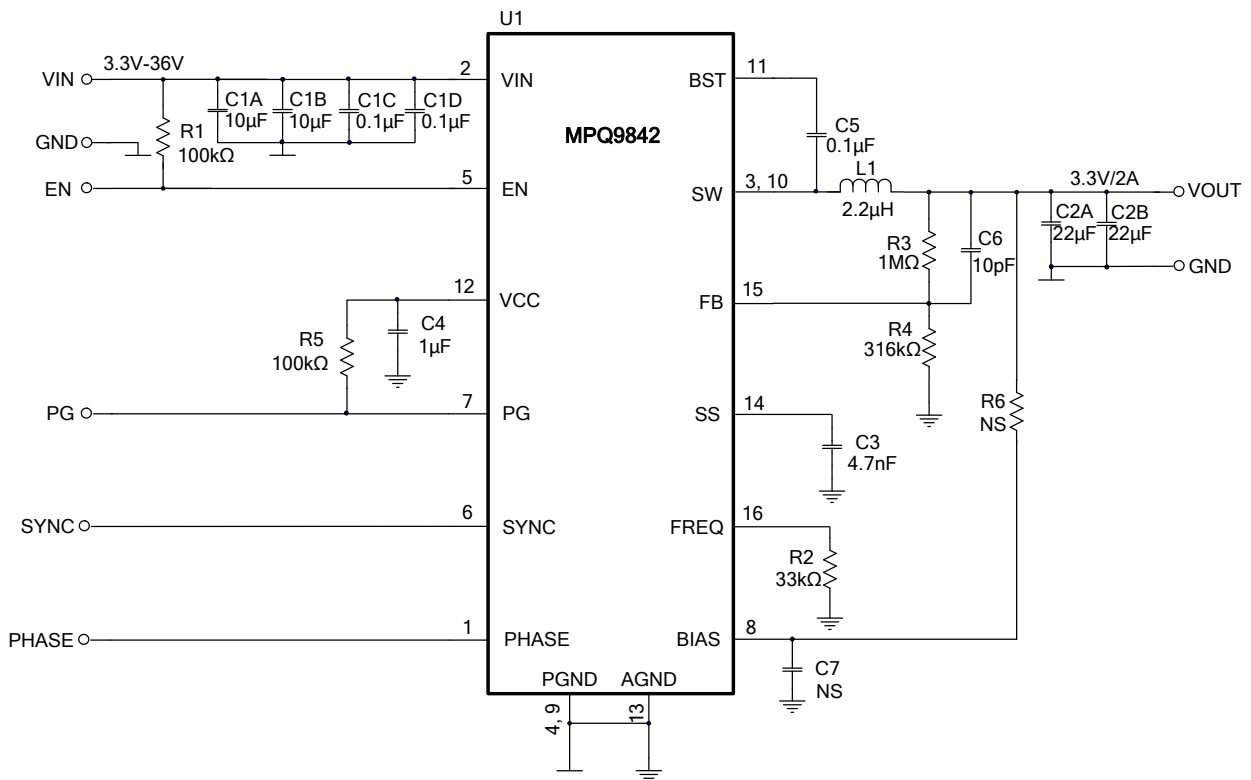 U1
VIN
3.3V-36V
2
VIN
C1A
10µF
C1B
10µF
C1C
0.1µF
C1D
0.1µF
GND
R1
100kΩ
EN
5
EN
MPQ9842
BST
11
C5
0.1µF
SW
3, 10
L1
2.2µH
3.3V/2A
VOUT
C2A
22µF
C2B
22µF
GND
R3
1MΩ
C6
10pF
12
VCC
C4
1µF
R5
100kΩ
FB
15
R4
316kΩ
PG
7
PG
SS
14
C3
4.7nF
R6
NS
SYNC
6
SYNC
FREQ
16
R2
33kΩ
PHASE
1
PHASE
BIAS
8
C7
NS
PGND
AGND
4, 9
13